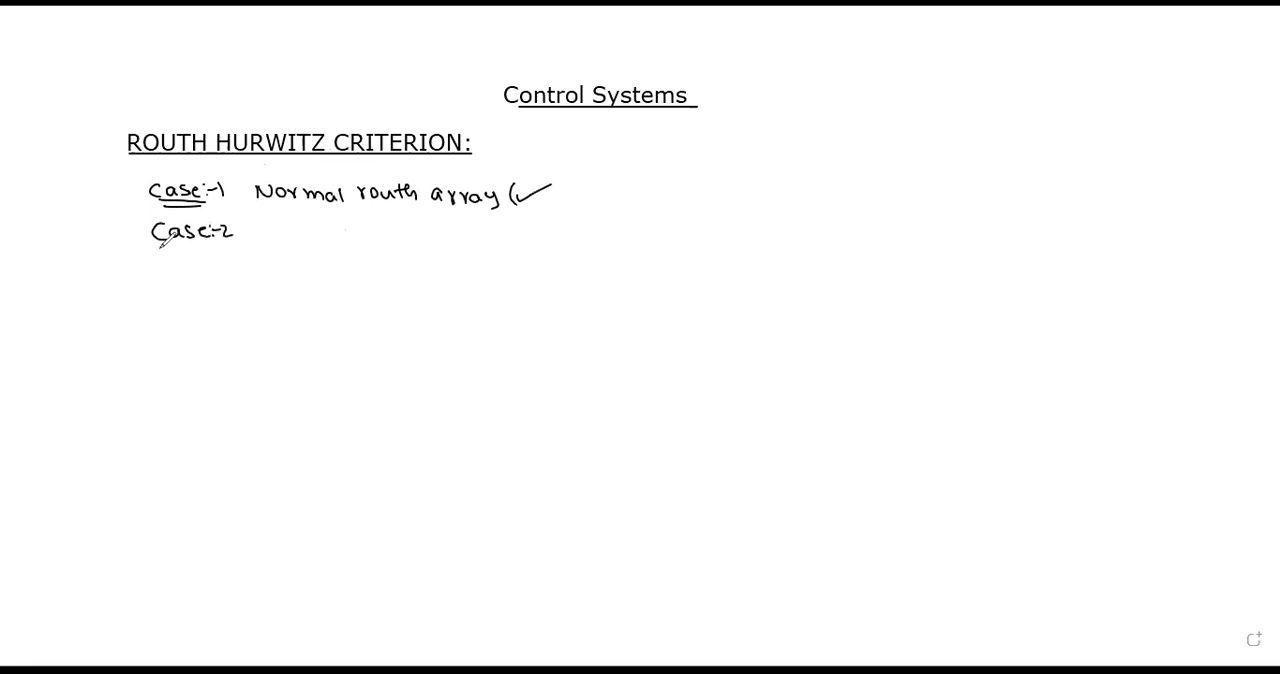 Control Systems
ROUTH HURWITZ CRITERION:
Case:-1 Normal routh array (✓
Case:-2